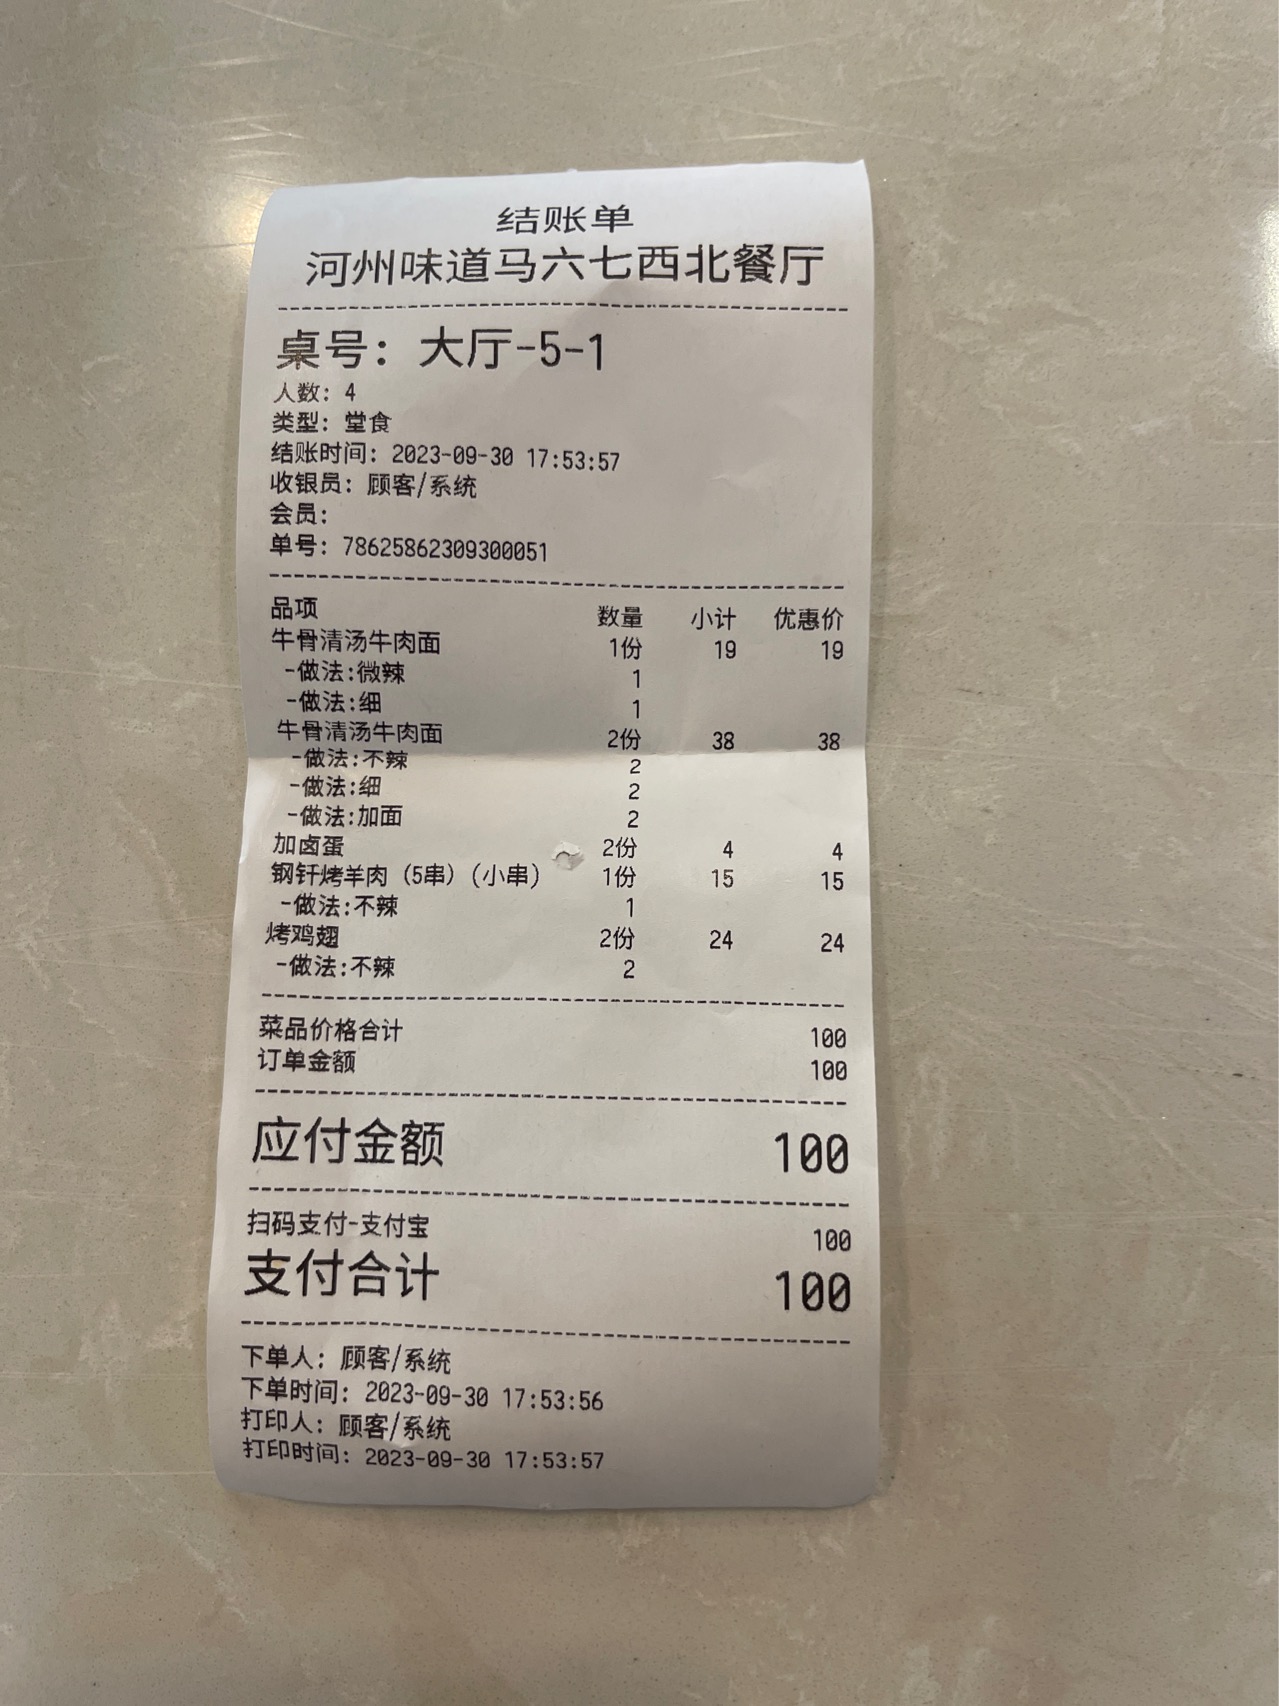 结账单
河州味道马六七西北餐厅
桌号：大厅-5-1
人数：4
类型：堂食
结账时间：2023-09-30 17:53:57
收银员：顾客/系统
会员：
单号：786258862309300051
品项 数量 小计 优惠价
牛骨清汤牛肉面 1份 19 19
-做法:微辣 1
-做法:细 1
牛骨清汤牛肉面 2份 38 38
-做法:不辣 2
-做法:细 2
-做法:加面 2
加卤蛋 2份 4 4
钢钎烤羊肉（5串）（小串） 1份 15 15
-做法:不辣 1
烤鸡翅 2份 24 24
-做法:不辣 2
菜品价格合计 100
订单金额 100
应付金额 100
扫码支付-支付宝 100
支付合计 100
下单人：顾客/系统
下单时间：2023-09-30 17:53:56
打印人：顾客/系统
打印时间：2023-09-30 17:53:57